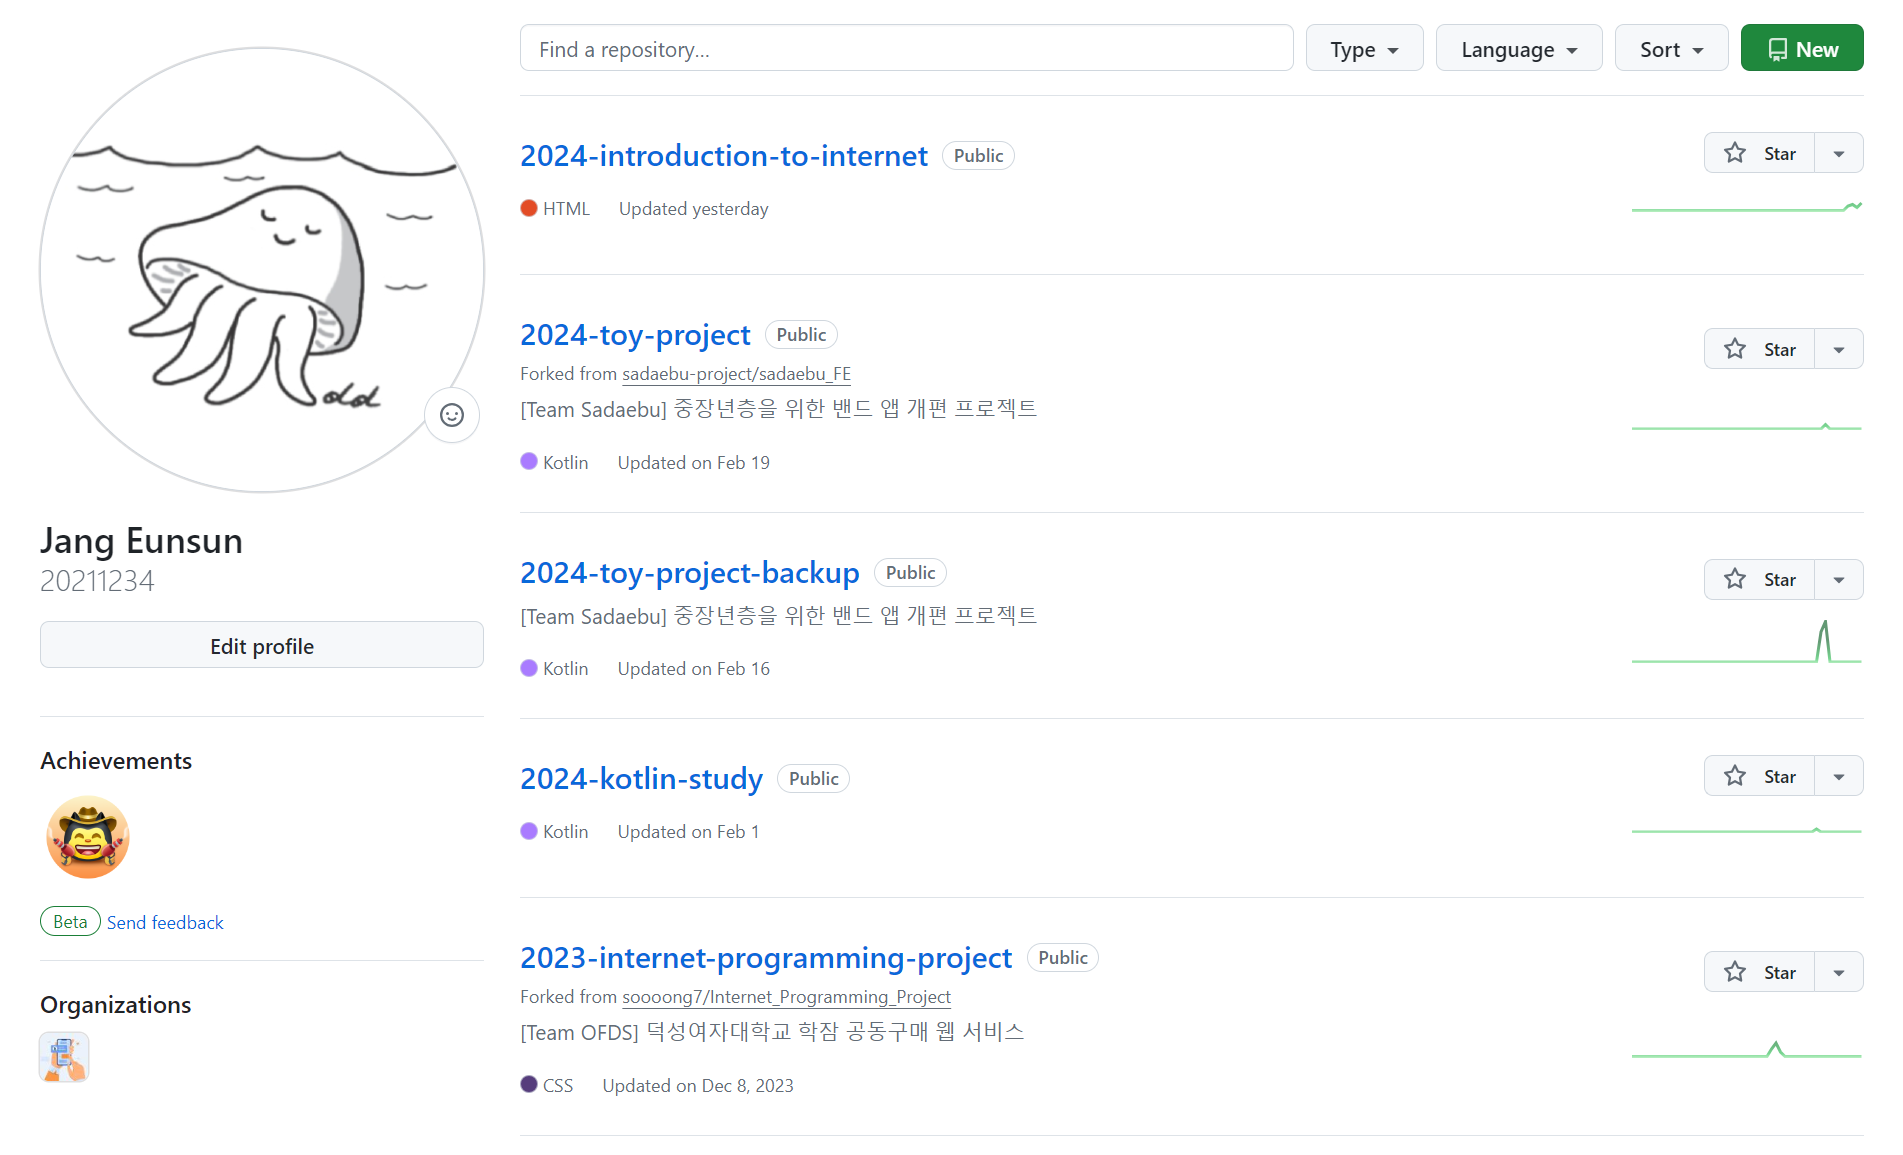 Jang Eunsun
20211234
Edit profile
Achievements
Beta Send feedback
Organizations
Find a repository...
Type
Language
Sort
New
2024-introduction-to-internet Public
Star
HTML Updated yesterday
2024-toy-project Public
Star
Forked from sadaebu-project/sadaebu_FE
[Team Sadaebu] 중장년층을 위한 밴드 앱 개편 프로젝트
Kotlin Updated on Feb 19
2024-toy-project-backup Public
Star
[Team Sadaebu] 중장년층을 위한 밴드 앱 개편 프로젝트
Kotlin Updated on Feb 16
2024-kotlin-study Public
Star
Kotlin Updated on Feb 1
2023-internet-programming-project Public
Star
Forked from soooong7/Internet_Programming_Project
[Team OFDS] 덕성여자대학교 학잠 공동구매 웹 서비스
CSS Updated on Dec 8, 2023